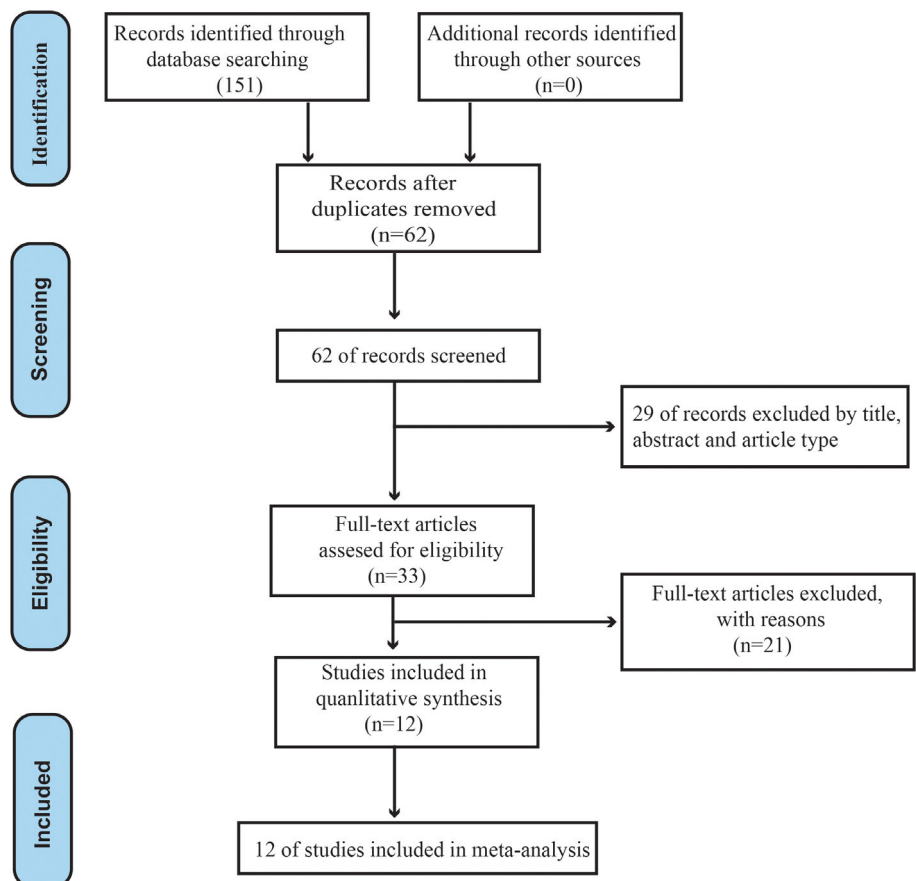 Identification
Records identified through
database searching
(151)
Additional records identified
through other sources
(n=0)
Records after
duplicates removed
(n=62)
Screening
62 of records screened
29 of records excluded by title,
abstract and article type
Eligibility
Full-text articles
assesed for eligibility
(n=33)
Full-text articles excluded,
with reasons
(n=21)
Studies included in
quanlitative synthesis
(n=12)
Included
12 of studies included in meta-analysis